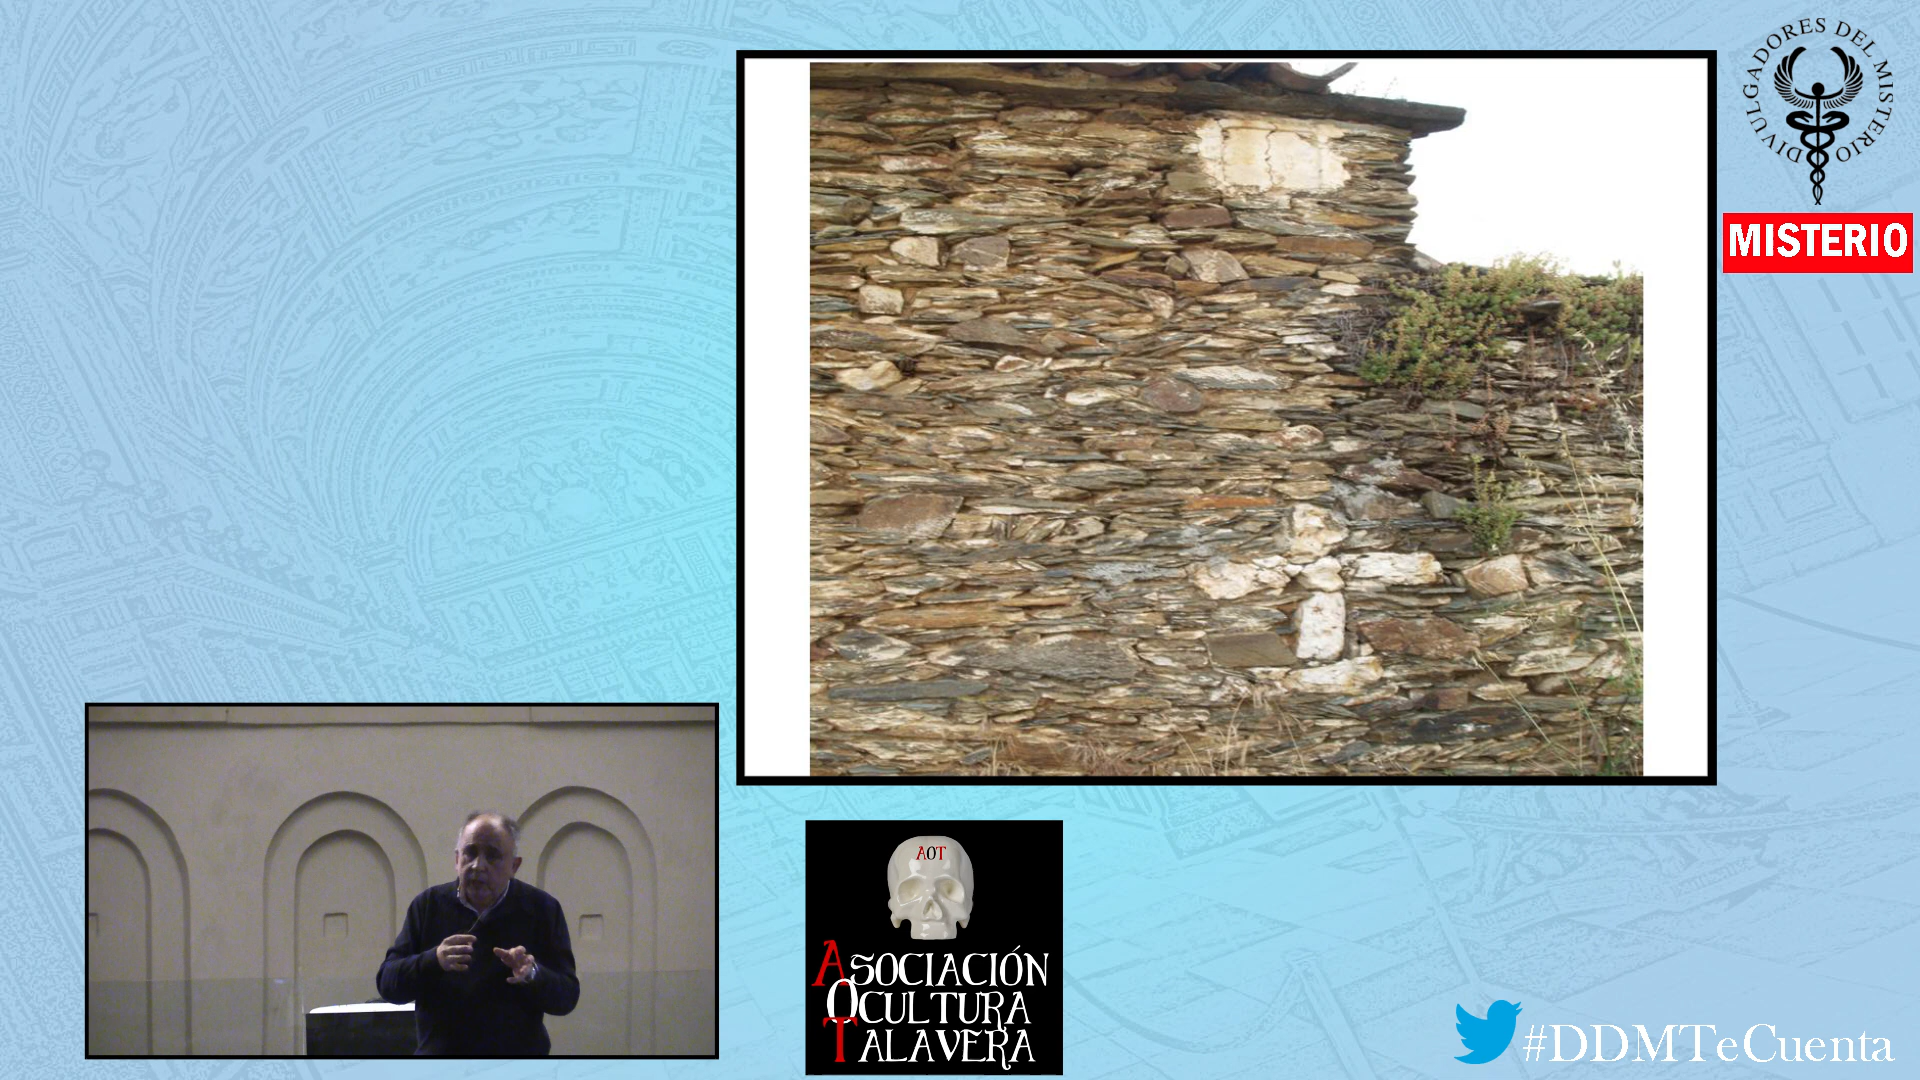 DIVULGADORES DEL MISTERIO
MISTERIO
AOT
ASOCIACIÓN
OCULTURA
TALAVERA
#DDMTeCuenta